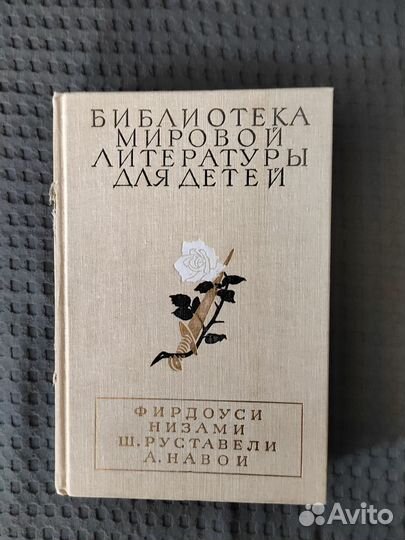 БИБЛИОТЕКА
МИРОВОЙ
ЛИТЕРАТУРЫ
ДЛЯ ДЕТЕЙ
ФИРДОУСИ
НИЗАМИ
Ш. РУСТАВЕЛИ
А. НАВОИ
Avito